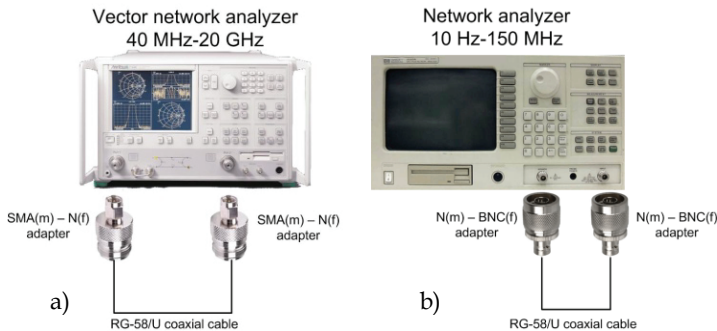 Vector network analyzer
40 MHz-20 GHz
SMA(m) – N(f)
adapter
SMA(m) – N(f)
adapter
a)
RG-58/U coaxial cable
Network analyzer
10 Hz-150 MHz
N(m) – BNC(f)
adapter
N(m) – BNC(f)
adapter
b)
RG-58/U coaxial cable